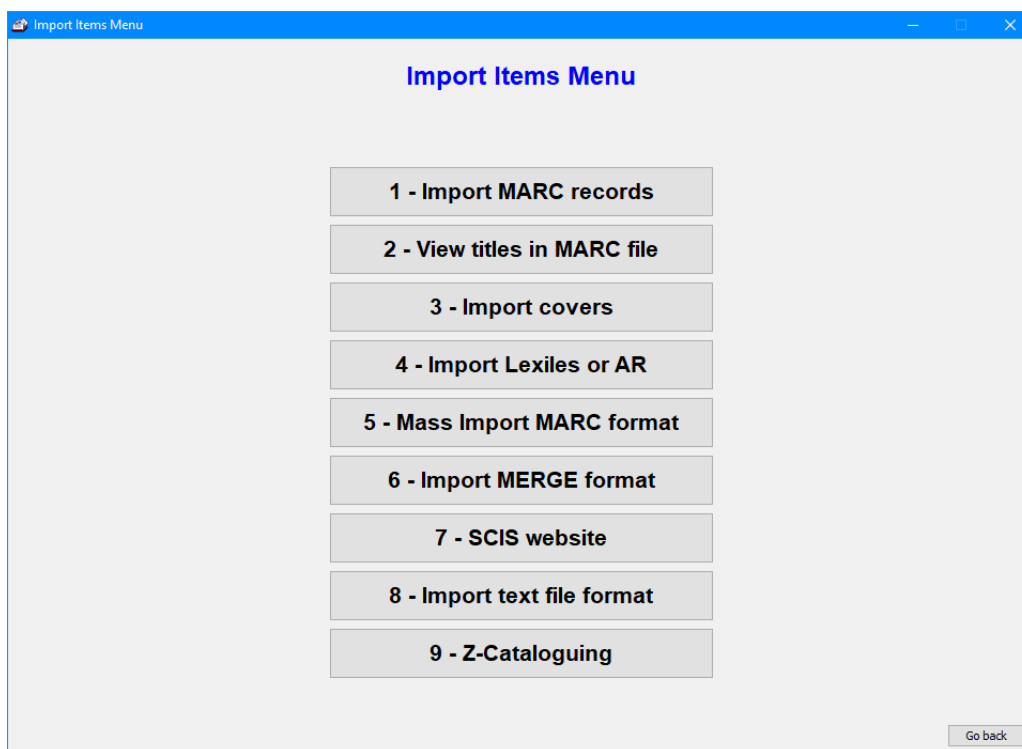 Import Items Menu
Import Items Menu
1 - Import MARC records
2 - View titles in MARC file
3 - Import covers
4 - Import Lexiles or AR
5 - Mass Import MARC format
6 - Import MERGE format
7 - SCIS website
8 - Import text file format
9 - Z-Cataloguing
Go back